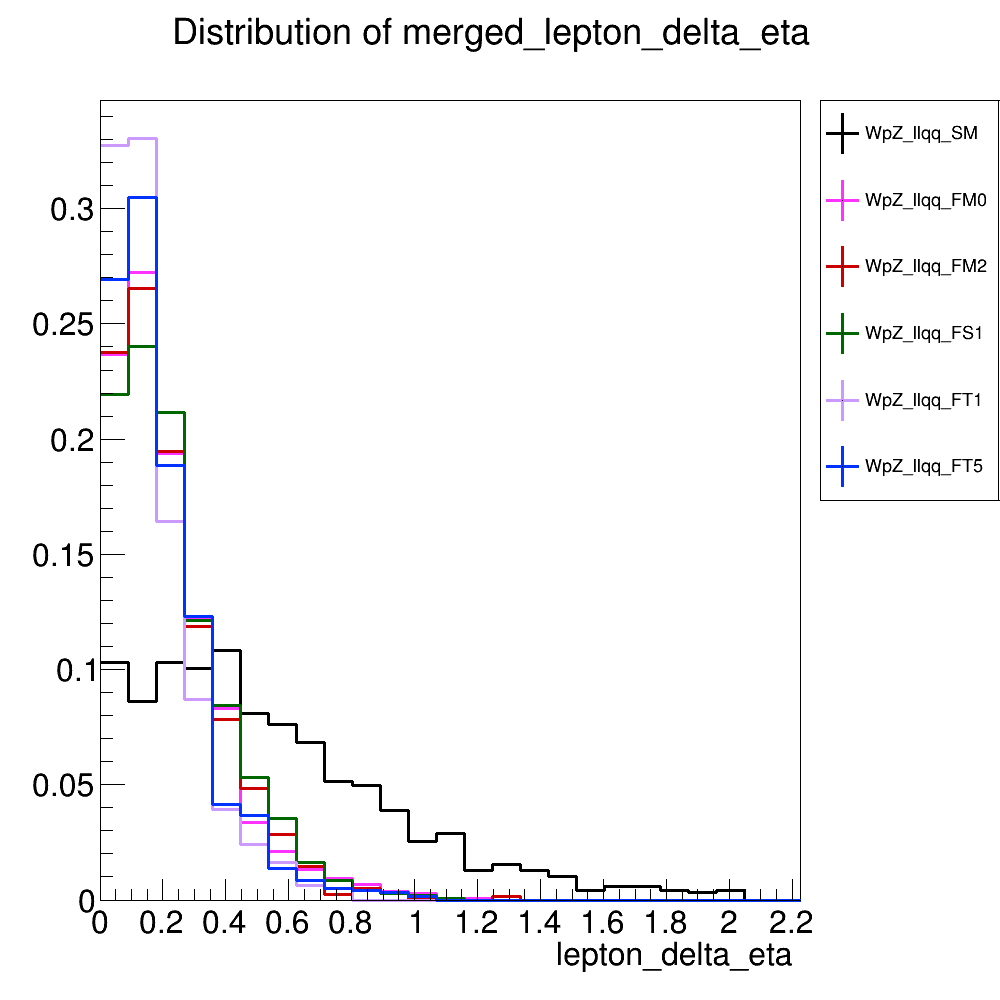 Distribution of merged_lepton_delta_eta
WpZ_llqq_SM
WpZ_llqq_FM0
WpZ_llqq_FM2
WpZ_llqq_FS1
WpZ_llqq_FT1
WpZ_llqq_FT5
0.3
0.25
0.2
0.15
0.1
0.05
0
0 0.2 0.4 0.6 0.8 1 1.2 1.4 1.6 1.8 2 2.2
lepton_delta_eta